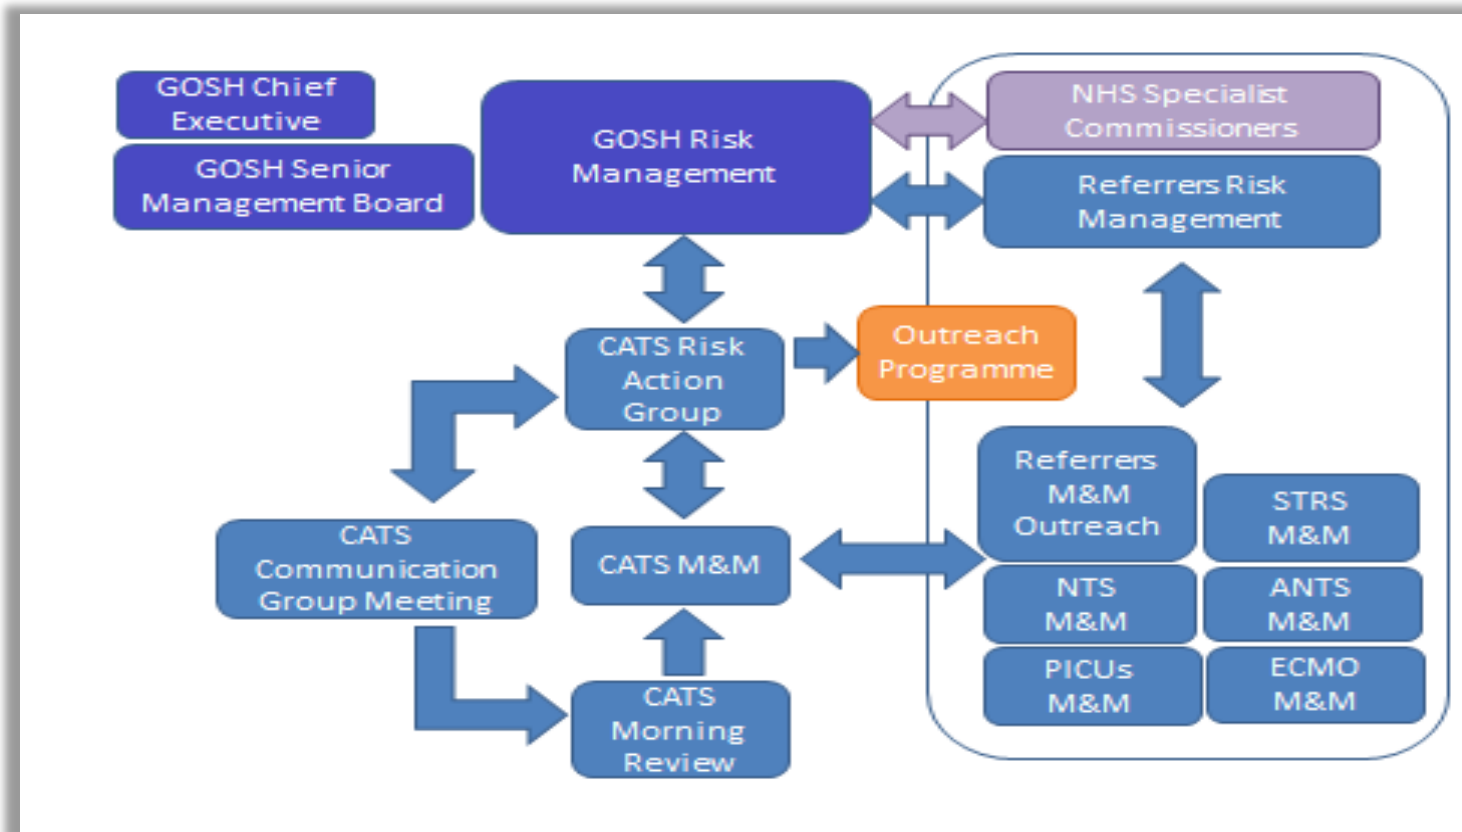 GOSH Chief
Executive
GOSH Senior
Management Board
GOSH Risk
Management
NHS Specialist
Commissioners
Referrers Risk
Management
CATS Risk
Action
Group
Outreach
Programme
CATS
Communication
Group Meeting
CATS M&M
CATS
Morning
Review
Referrers
M&M
Outreach
STRS
M&M
NTS
M&M
ANTS
M&M
PICUs
M&M
ECMO
M&M